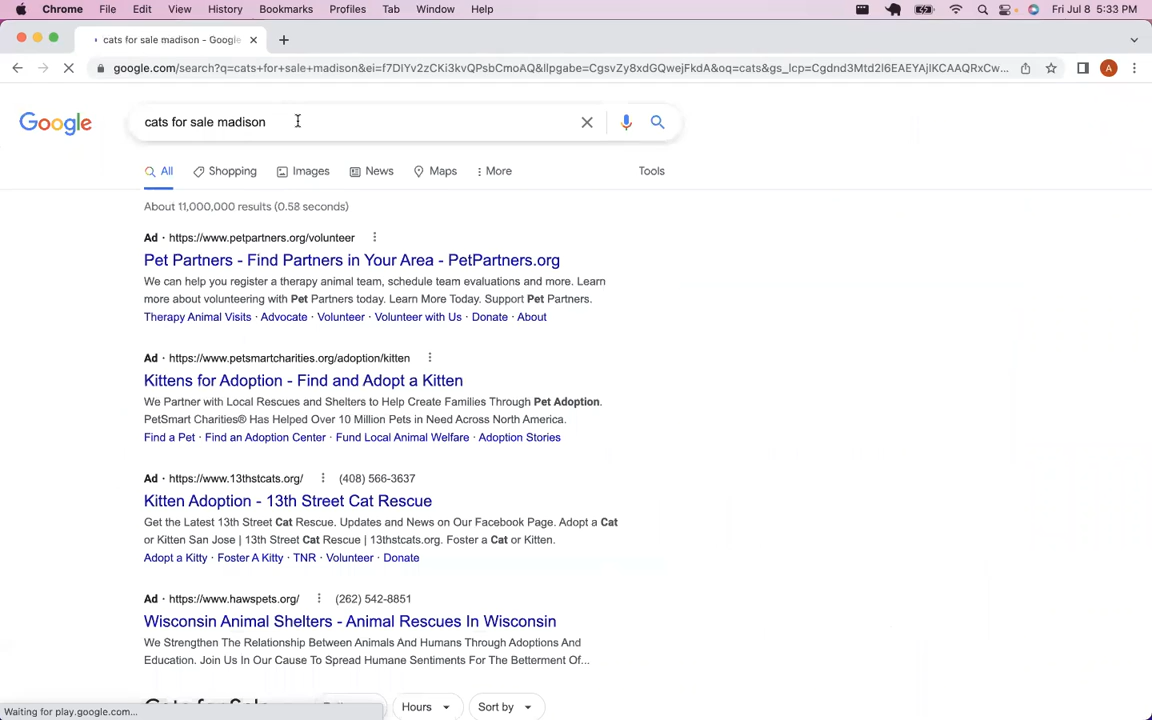 Chrome File Edit View History Bookmarks Profiles Tab Window Help Fri Jul 8 5:33 PM
cats for sale madison - Google
google.com/search?q=cats+for+sale+madison&ei=f7DlYv2zCKi3kvQPsbCmoAQ&llpgabe=CgsvZy8xdGQwejFkdA&oq=cats&gs_lcp=Cgdnd3Mtd2l6EAEYAjlKCAAQRxCw... A
Google cats for sale madison
All Shopping Images News Maps More Tools
About 11,000,000 results (0.58 seconds)
Ad · https://www.petpartners.org/volunteer
Pet Partners - Find Partners in Your Area - PetPartners.org
We can help you register a therapy animal team, schedule team evaluations and more. Learn
more about volunteering with Pet Partners today. Learn More Today. Support Pet Partners.
Therapy Animal Visits · Advocate · Volunteer · Volunteer with Us · Donate · About
Ad · https://www.petsmartcharities.org/adoption/kitten
Kittens for Adoption - Find and Adopt a Kitten
We Partner with Local Rescues and Shelters to Help Create Families Through Pet Adoption.
PetSmart Charities® Has Helped Over 10 Million Pets in Need Across North America.
Find a Pet · Find an Adoption Center · Fund Local Animal Welfare · Adoption Stories
Ad · https://www.13thstcats.org/ (408) 566-3637
Kitten Adoption - 13th Street Cat Rescue
Get the Latest 13th Street Cat Rescue. Updates and News on Our Facebook Page. Adopt a Cat
or Kitten San Jose | 13th Street Cat Rescue | 13thstcats.org. Foster a Cat or Kitten.
Adopt a Kitty · Foster A Kitty · TNR · Volunteer · Donate
Ad · https://www.hawspets.org/ (262) 542-8851
Wisconsin Animal Shelters - Animal Rescues In Wisconsin
We Strengthen The Relationship Between Animals And Humans Through Adoptions And
Education. Join Us In Our Cause To Spread Humane Sentiments For The Betterment Of...
Cats for Sale Hours Sort by
Waiting for play.google.com...